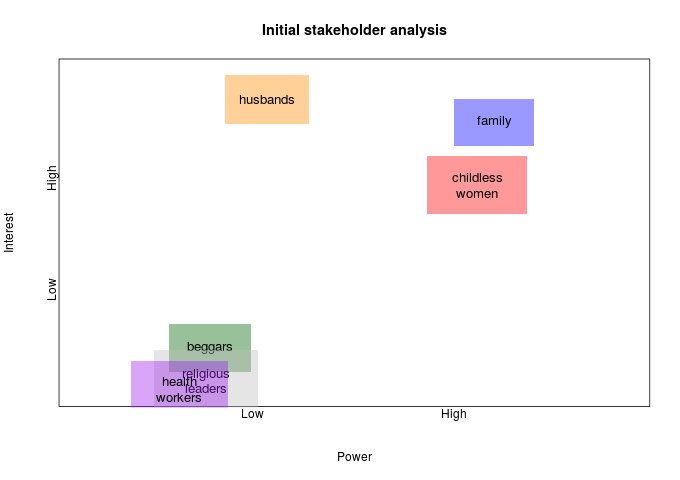 Initial stakeholder analysis
husbands
family
childless
women
High
Interest
Low
beggars
religious
leaders
health
workers
Low
High
Power